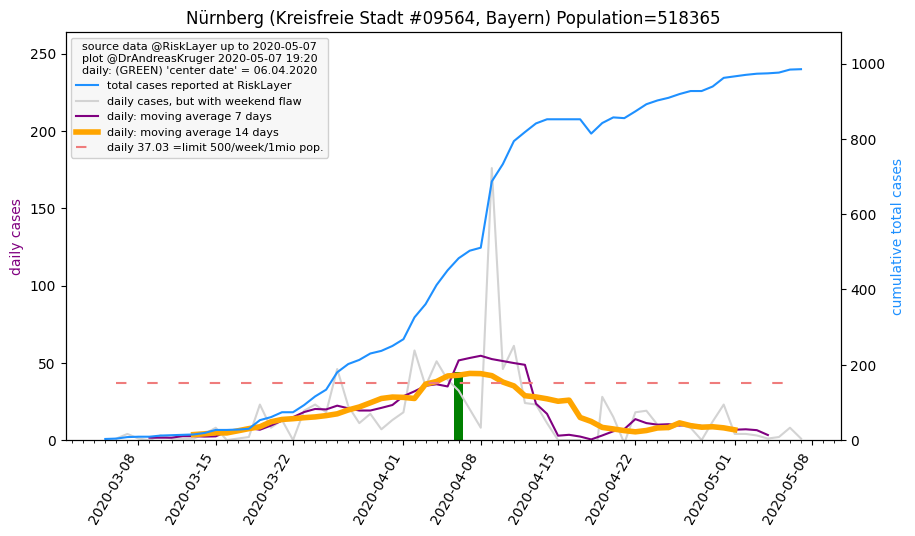 Nürnberg (Kreisfreie Stadt #09564, Bayern) Population=518365
source data @RiskLayer up to 2020-05-07
plot @DrAndreasKruger 2020-05-07 19:20
daily: (GREEN) 'center date' = 06.04.2020
total cases reported at RiskLayer
daily cases, but with weekend flaw
daily: moving average 7 days
daily: moving average 14 days
daily 37.03 =limit 500/week/1mio pop.
daily cases
250
200
150
100
50
0
cumulative total cases
1000
800
600
400
200
0
2020-03-08
2020-03-15
2020-03-22
2020-04-01
2020-04-08
2020-04-15
2020-04-22
2020-05-01
2020-05-08